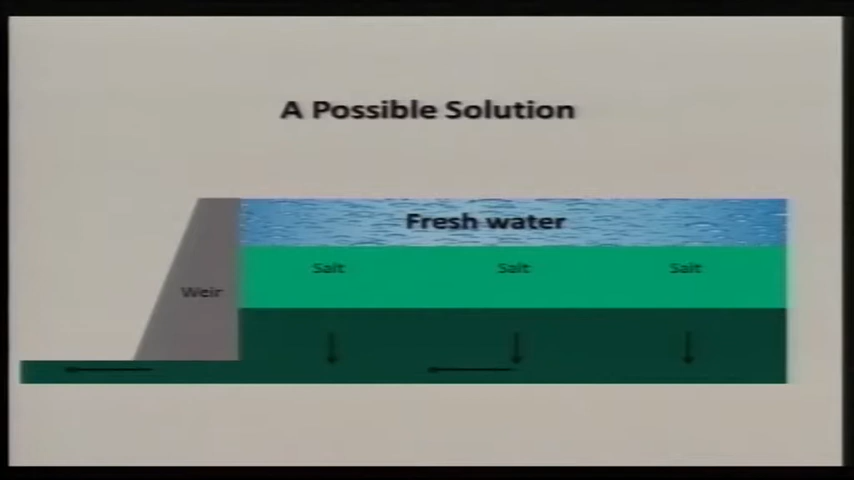 A Possible Solution
Fresh water
Salt Salt Salt
Weir